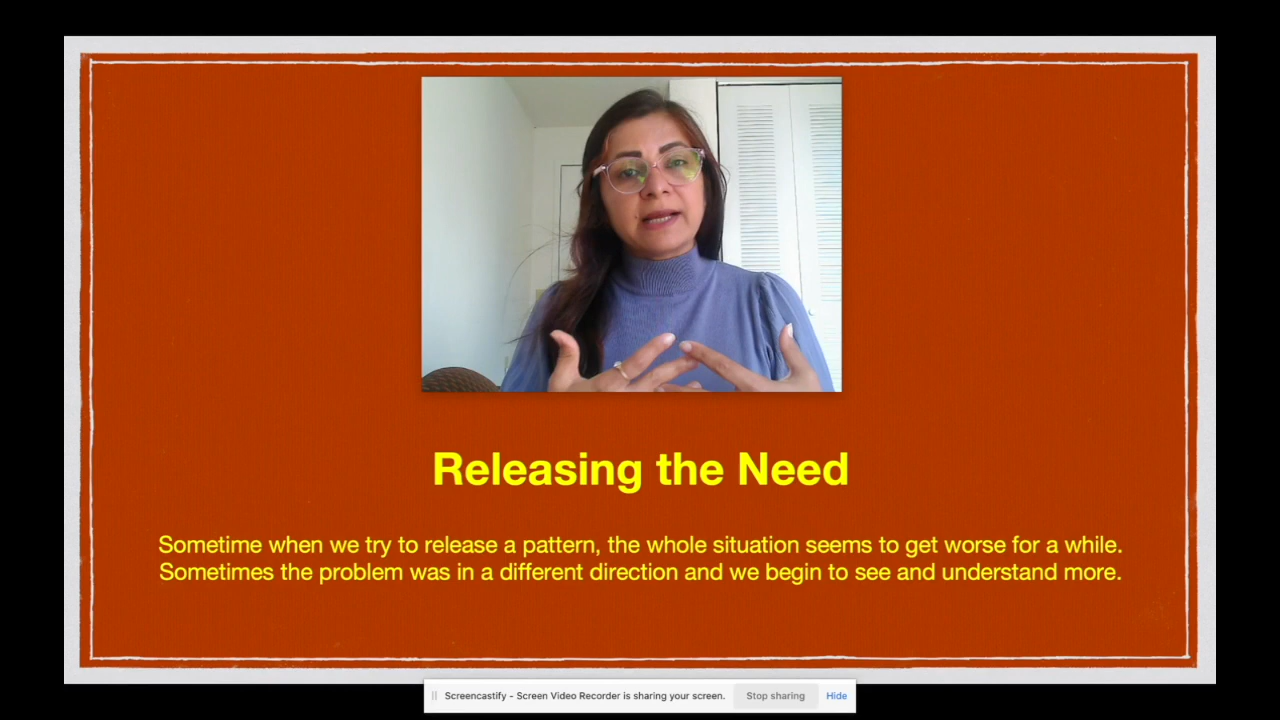 Releasing the Need
Sometime when we try to release a pattern, the whole situation seems to get worse for a while.
Sometimes the problem was in a different direction and we begin to see and understand more.
Screencastify - Screen Video Recorder is sharing your screen. Stop sharing Hide